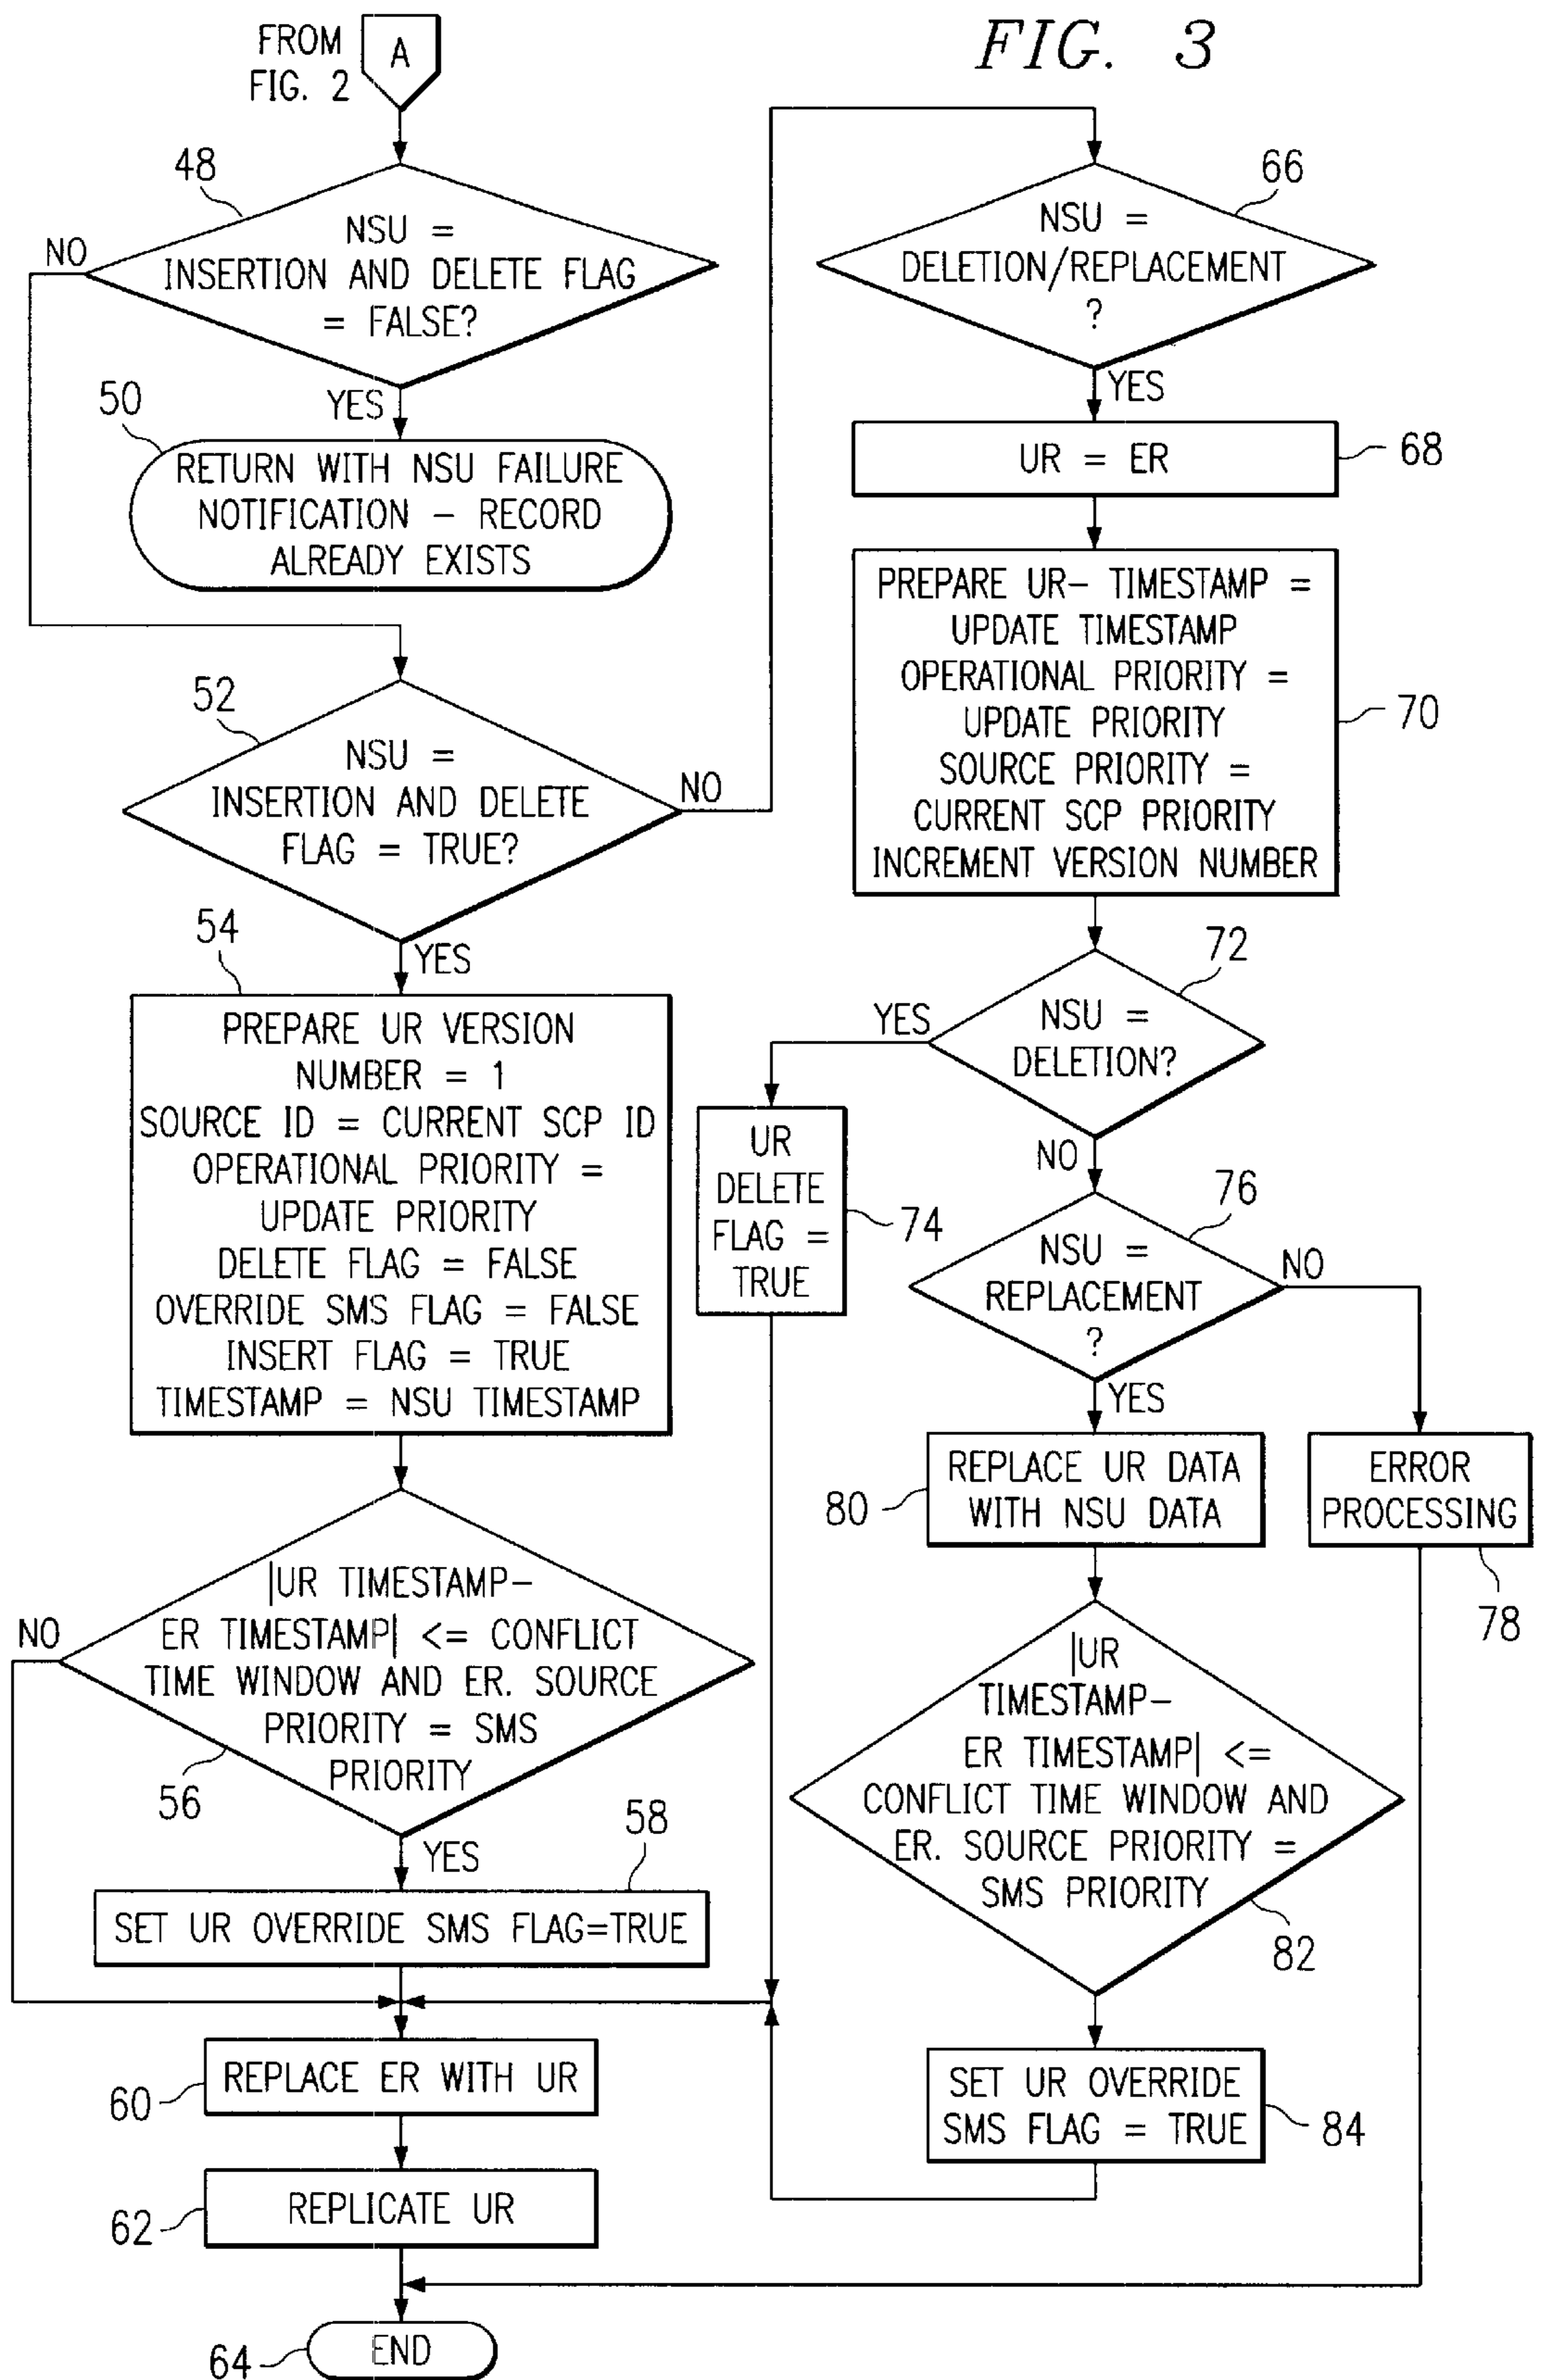 FROM
FIG. 2
A
FIG. 3
48
NSU =
INSERTION AND DELETE FLAG
= FALSE?
NO
YES
50
RETURN WITH NSU FAILURE
NOTIFICATION – RECORD
ALREADY EXISTS
52
NSU =
INSERTION AND DELETE
FLAG = TRUE?
NO
YES
54
PREPARE UR VERSION
NUMBER = 1
SOURCE ID = CURRENT SCP ID
OPERATIONAL PRIORITY =
UPDATE PRIORITY
DELETE FLAG = FALSE
OVERRIDE SMS FLAG = FALSE
INSERT FLAG = TRUE
TIMESTAMP = NSU TIMESTAMP
|UR TIMESTAMP–
ER TIMESTAMP| <= CONFLICT
TIME WINDOW AND ER. SOURCE
PRIORITY = SMS
PRIORITY
NO
56
YES
58
SET UR OVERRIDE SMS FLAG=TRUE
REPLACE ER WITH UR
60
REPLICATE UR
62
END
64
66
NSU =
DELETION/REPLACEMENT
?
YES
UR = ER
68
PREPARE UR– TIMESTAMP =
UPDATE TIMESTAMP
OPERATIONAL PRIORITY =
UPDATE PRIORITY
SOURCE PRIORITY =
CURRENT SCP PRIORITY
INCREMENT VERSION NUMBER
70
72
NSU =
DELETION?
YES
NO
UR
DELETE
FLAG =
TRUE
74
76
NSU =
REPLACEMENT
?
NO
YES
REPLACE UR DATA
WITH NSU DATA
80
ERROR
PROCESSING
78
|UR
TIMESTAMP–
ER TIMESTAMP| <=
CONFLICT TIME WINDOW AND
ER. SOURCE PRIORITY =
SMS PRIORITY
82
SET UR OVERRIDE
SMS FLAG = TRUE
84